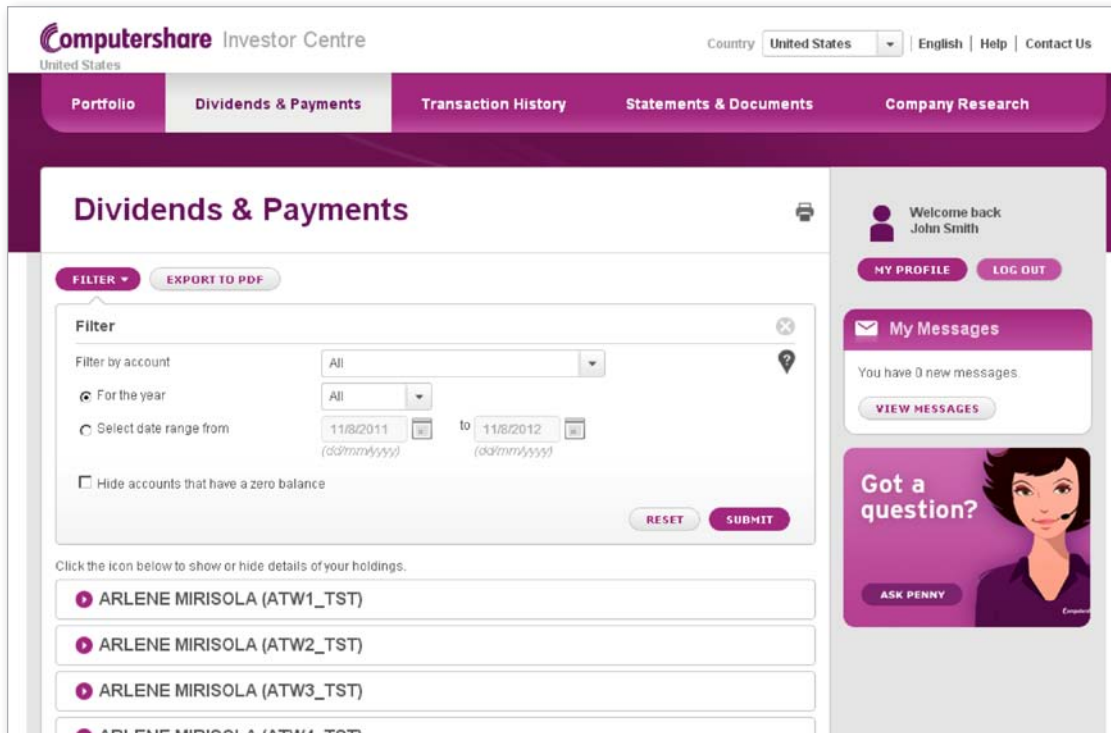 Computershare Investor Centre
United States
Country United States | English | Help | Contact Us
Portfolio Dividends & Payments Transaction History Statements & Documents Company Research
Dividends & Payments
Welcome back
John Smith
MY PROFILE LOG OUT
FILTER EXPORT TO PDF
Filter
Filter by account All ?
For the year All
Select date range from 11/8/2011 to 11/8/2012
(dd/mm/yyyy) (dd/mm/yyyy)
Hide accounts that have a zero balance
RESET SUBMIT
My Messages
You have 0 new messages.
VIEW MESSAGES
Got a
question?
ASK PENNY
Click the icon below to show or hide details of your holdings.
ARLENE MIRISOLA (ATW1_TST)
ARLENE MIRISOLA (ATW2_TST)
ARLENE MIRISOLA (ATW3_TST)
ARLENE MIRISOLA (ATW4_TST)